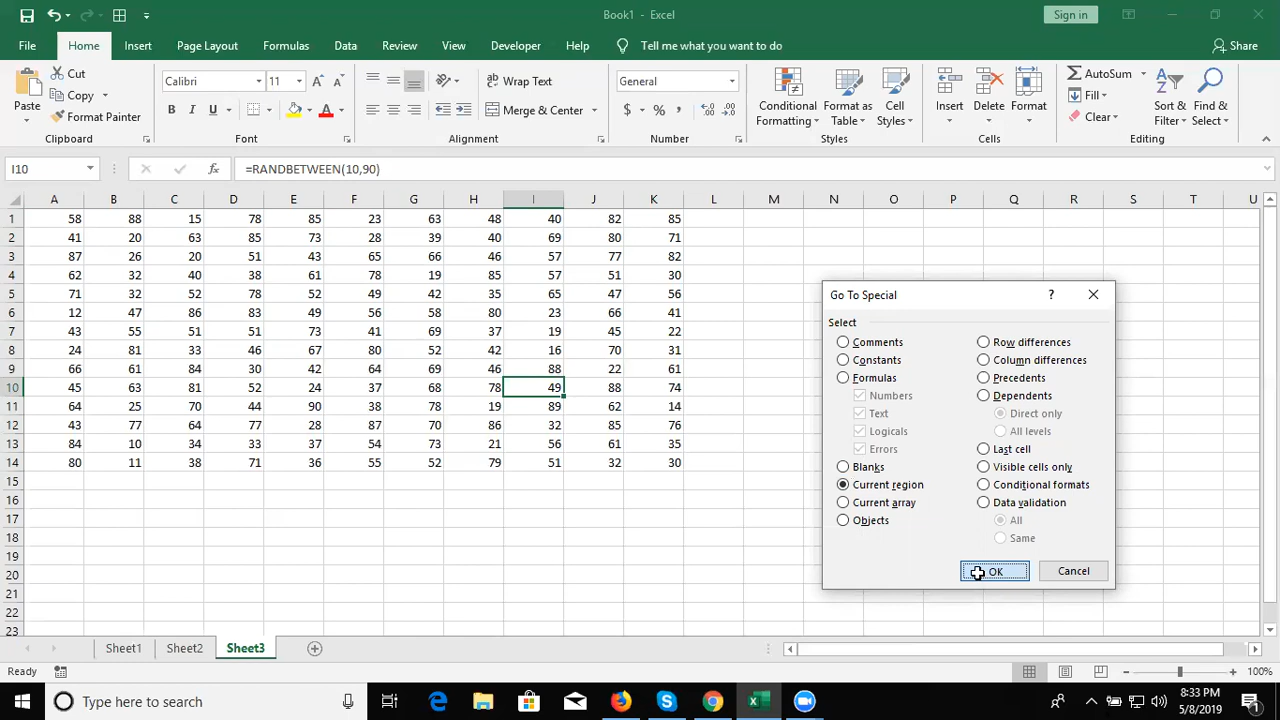 Book1 - Excel
Sign in
File Home Insert Page Layout Formulas Data Review View Developer Help Tell me what you want to do Share
Paste
Cut
Copy
Format Painter
Clipboard
Calibri 11
B I U
Font
Wrap Text
Merge & Center
Alignment
General
$ % ,
Number
Conditional Formatting
Format as Table
Cell Styles
Styles
Insert Delete Format
Cells
AutoSum
Fill
Clear
Sort & Filter
Find & Select
Editing
I10 fx =RANDBETWEEN(10,90)
A B C D E F G H I J K L M N O P Q R S T U
1 58 88 15 78 85 23 63 48 40 82 85
2 41 20 63 85 73 28 39 40 69 80 71
3 87 26 20 51 43 65 66 46 57 77 82
4 62 32 40 38 61 78 19 85 57 51 30
5 71 32 52 78 52 49 42 35 65 47 56
6 12 47 86 83 49 56 58 80 23 66 41
7 43 55 51 51 73 41 69 37 19 45 22
8 24 81 33 46 67 80 52 42 16 70 31
9 66 61 84 30 42 64 69 46 88 22 61
10 45 63 81 52 24 37 68 78 49 88 74
11 64 25 70 44 90 38 78 19 89 62 14
12 43 77 64 77 28 87 70 86 32 85 76
13 84 10 34 33 37 54 73 21 56 61 35
14 80 11 38 71 36 55 52 79 51 32 30
15
16
17
18
19
20
21
22
23
Go To Special ?
Select
Comments
Constants
Formulas
Numbers
Text
Logicals
Errors
Blanks
Current region
Current array
Objects
Row differences
Column differences
Precedents
Dependents
Direct only
All levels
Last cell
Visible cells only
Conditional formats
Data validation
All
Same
OK Cancel
Sheet1 Sheet2 Sheet3
Ready
100%
Type here to search
8:33 PM
5/8/2019
1